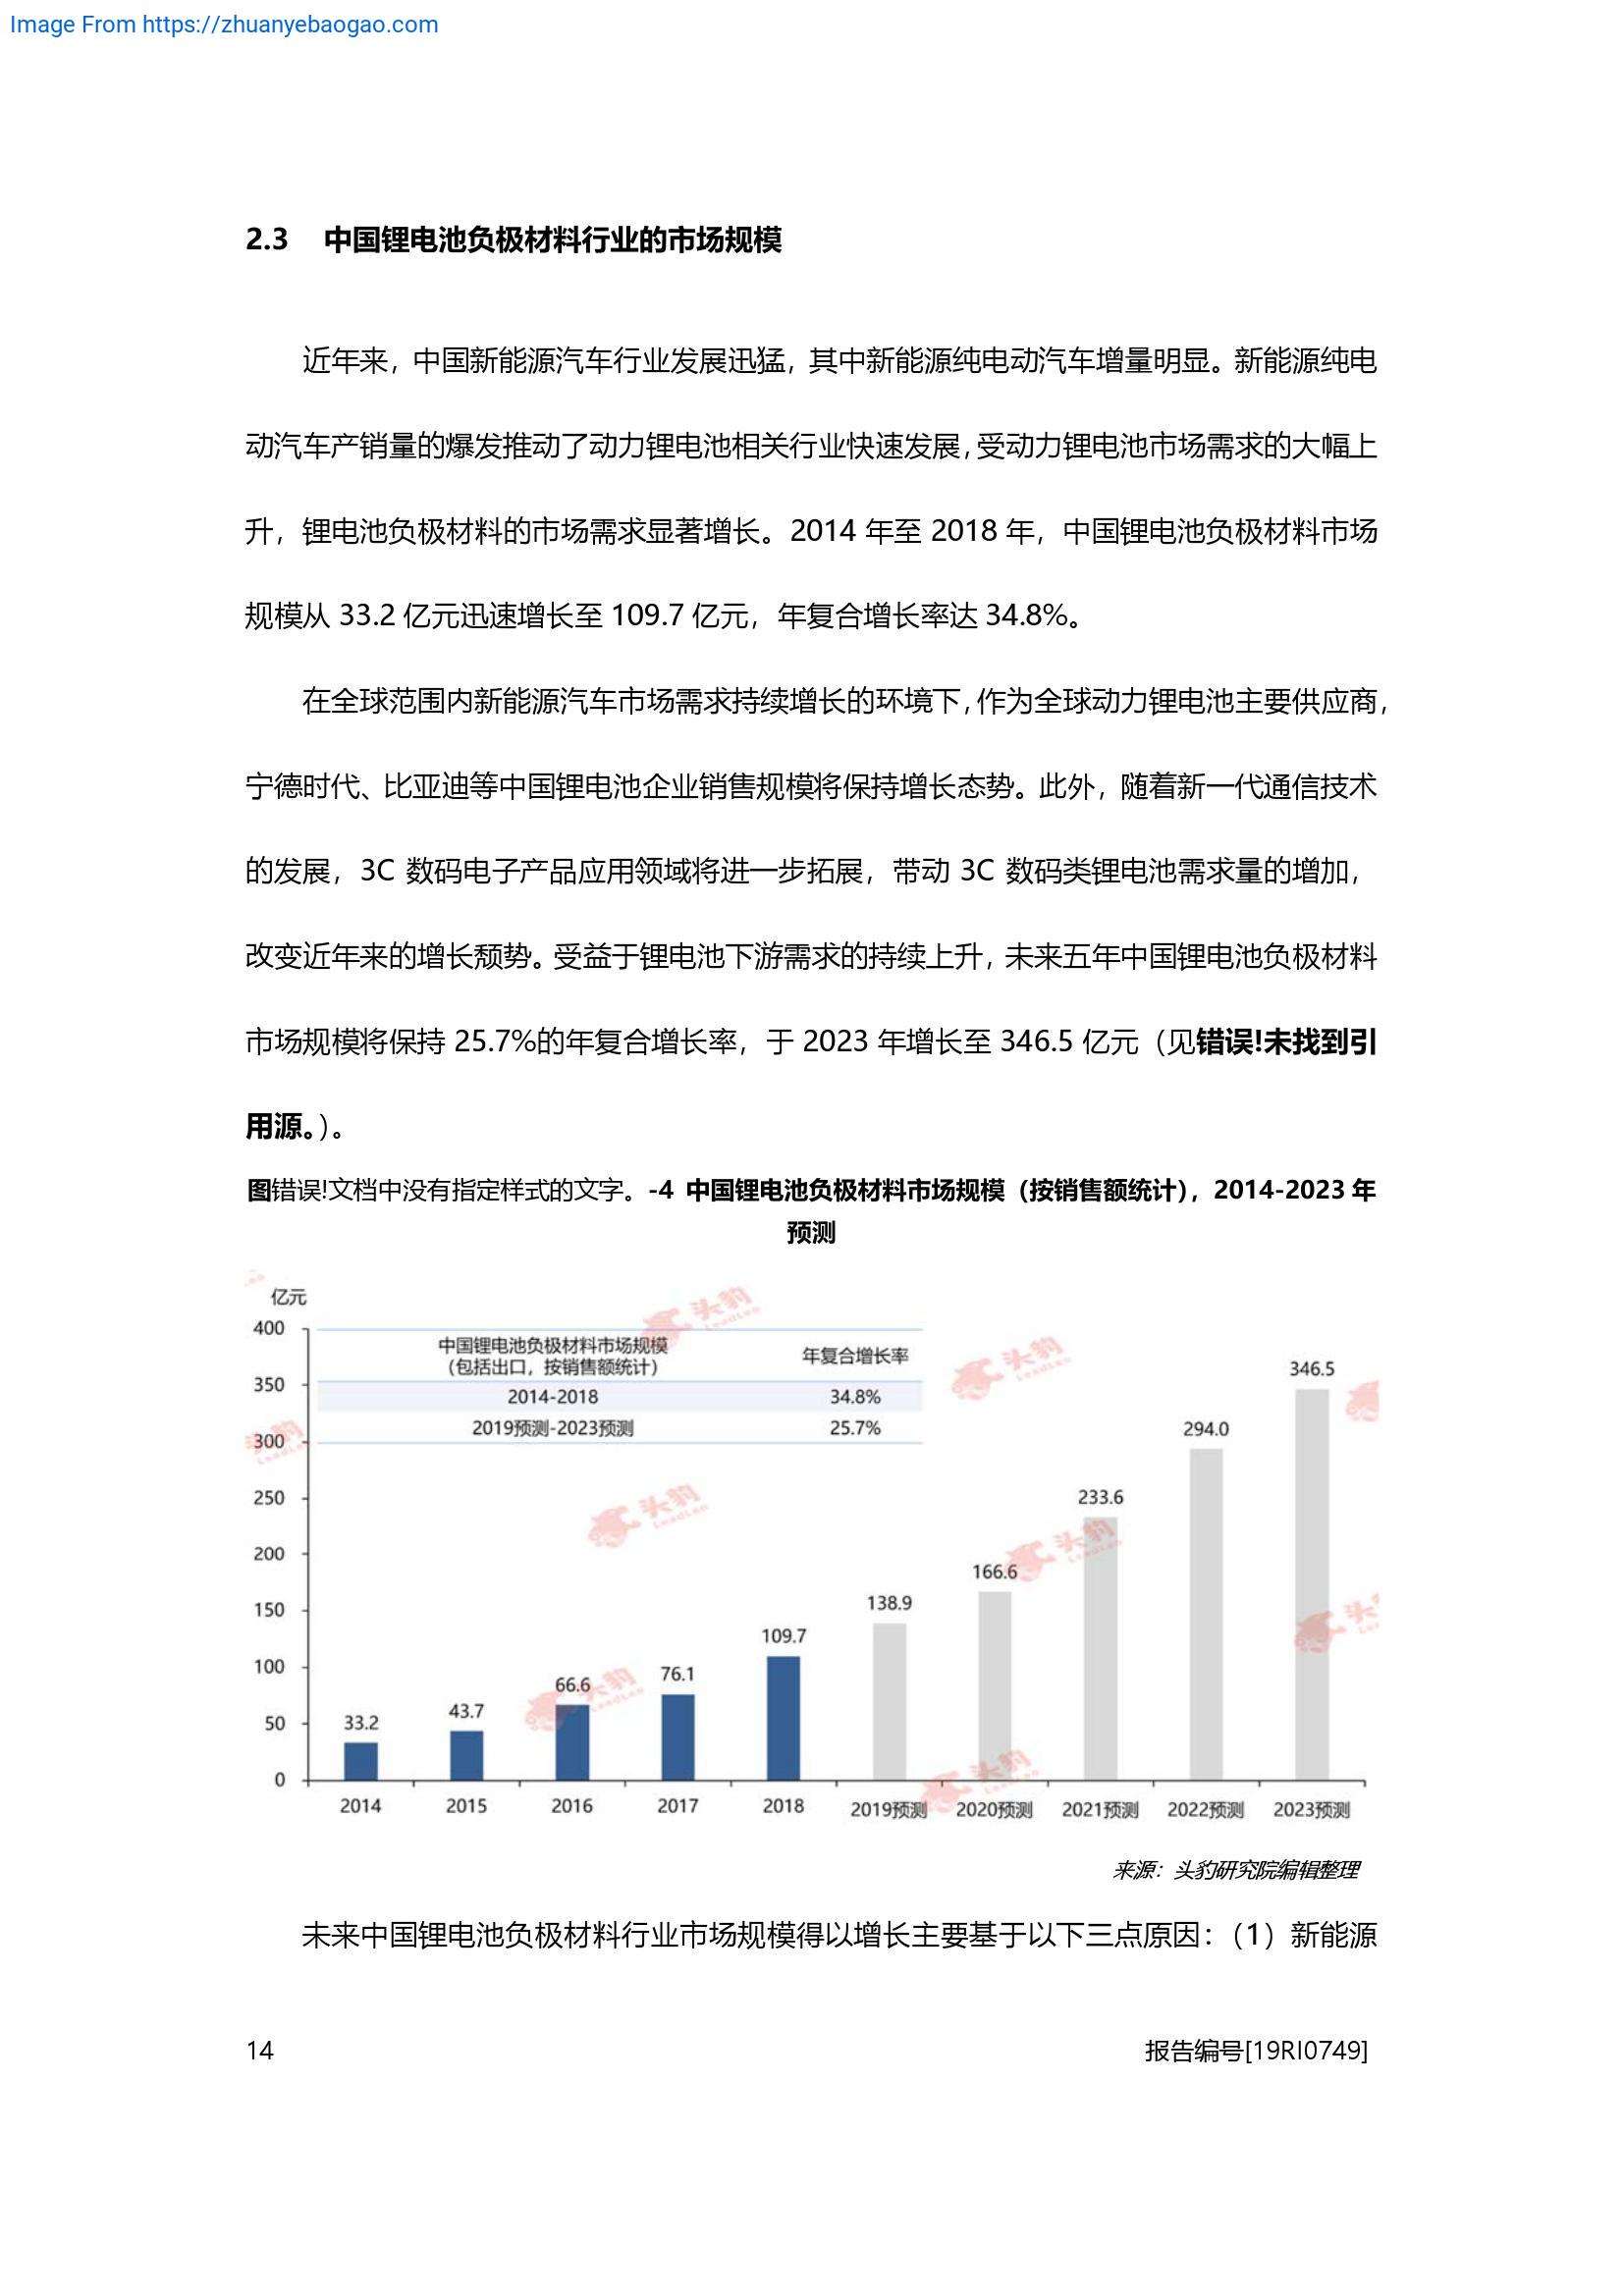 Image From https://zhuanyebaogao.com
2.3 中国锂电池负极材料行业的市场规模
近年来，中国新能源汽车行业发展迅猛，其中新能源纯电动汽车增量明显。新能源纯电
动汽车产销量的爆发推动了动力锂电池相关行业快速发展，受动力锂电池市场需求的大幅上
升，锂电池负极材料的市场需求显著增长。2014 年至 2018 年，中国锂电池负极材料市场
规模从 33.2 亿元迅速增长至 109.7 亿元，年复合增长率达 34.8%。
在全球范围内新能源汽车市场需求持续增长的环境下，作为全球动力锂电池主要供应商，
宁德时代、比亚迪等中国锂电池企业销售规模将保持增长态势。此外，随着新一代通信技术
的发展，3C 数码电子产品应用领域将进一步拓展，带动 3C 数码类锂电池需求量的增加，
改变近年来的增长颓势。受益于锂电池下游需求的持续上升，未来五年中国锂电池负极材料
市场规模将保持 25.7%的年复合增长率，于 2023 年增长至 346.5 亿元（见错误!未找到引
用源。）。
图错误!文档中没有指定样式的文字。-4 中国锂电池负极材料市场规模（按销售额统计），2014-2023 年
预测
亿元
400
350
300
250
200
150
100
50
0
中国锂电池负极材料市场规模
（包括出口，按销售额统计）
年复合增长率
2014-2018 34.8%
2019预测-2023预测 25.7%
33.2 43.7 66.6 76.1 109.7 138.9 166.6 233.6 294.0 346.5
2014 2015 2016 2017 2018 2019预测 2020预测 2021预测 2022预测 2023预测
头豹
LeadLeo
头豹
LeadLeo
头豹
LeadLeo
头豹
LeadLeo
头豹
LeadLeo
头豹
LeadLeo
头豹
LeadLeo
来源：头豹研究院编辑整理
未来中国锂电池负极材料行业市场规模得以增长主要基于以下三点原因：（1）新能源
14 报告编号[19RI0749]